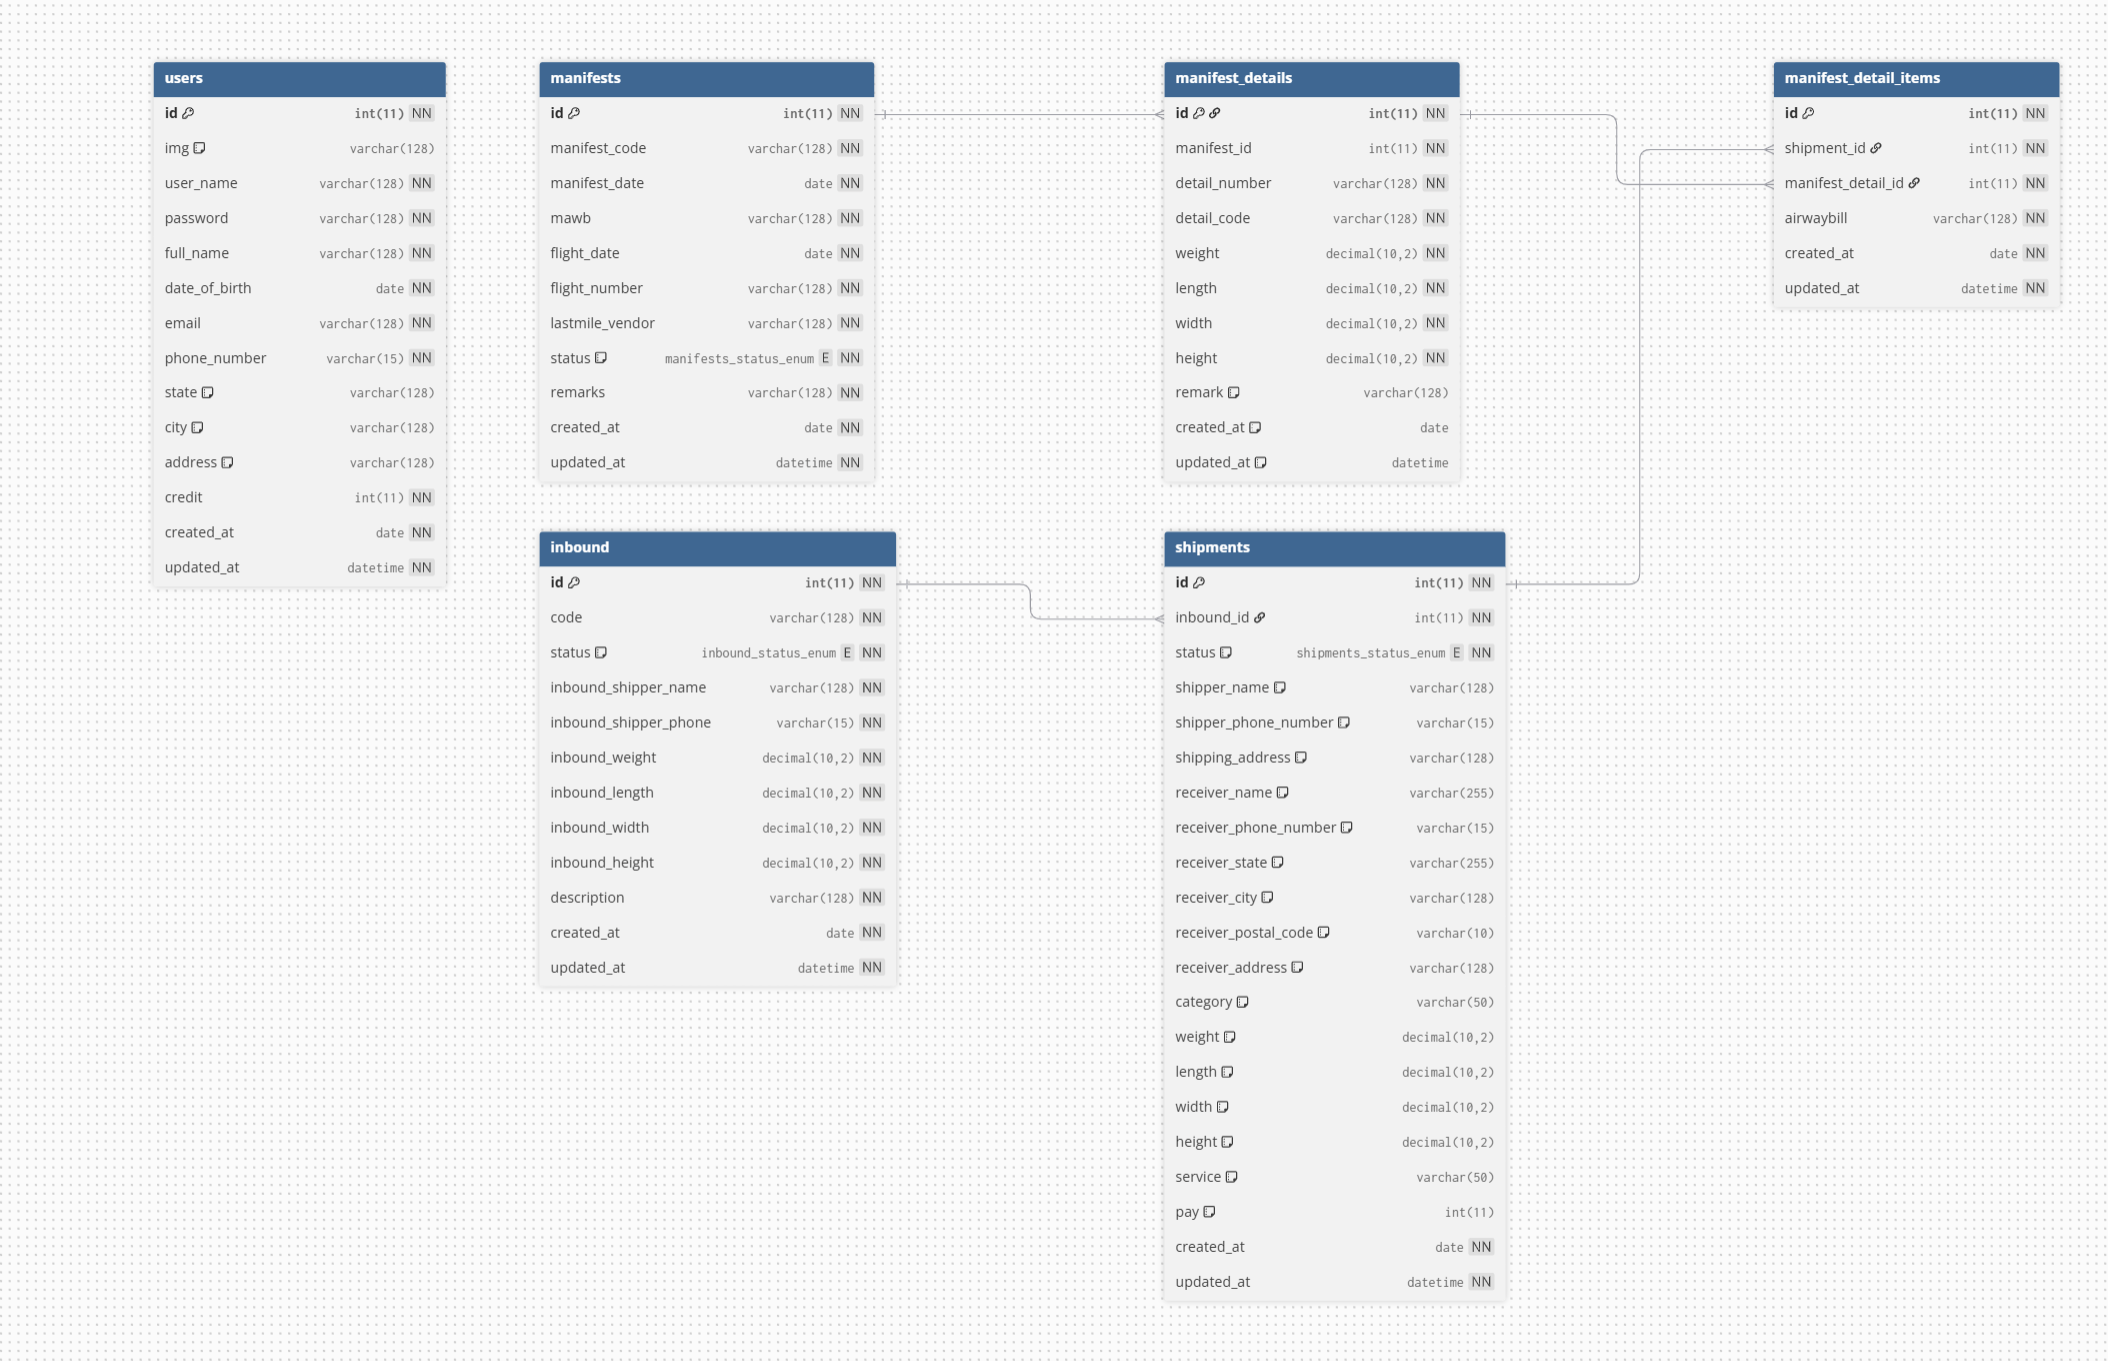 users
id int(11) NN
img varchar(128)
user_name varchar(128) NN
password varchar(128) NN
full_name varchar(128) NN
date_of_birth date NN
email varchar(128) NN
phone_number varchar(15) NN
state varchar(128)
city varchar(128)
address varchar(128)
credit int(11) NN
created_at date NN
updated_at datetime NN
manifests
id int(11) NN
manifest_code varchar(128) NN
manifest_date date NN
mawb varchar(128) NN
flight_date date NN
flight_number varchar(128) NN
lastmile_vendor varchar(128) NN
status manifests_status_enum E NN
remarks varchar(128) NN
created_at date NN
updated_at datetime NN
manifest_details
id int(11) NN
manifest_id int(11) NN
detail_number varchar(128) NN
detail_code varchar(128) NN
weight decimal(10,2) NN
length decimal(10,2) NN
width decimal(10,2) NN
height decimal(10,2) NN
remark varchar(128)
created_at date
updated_at datetime
manifest_detail_items
id int(11) NN
shipment_id int(11) NN
manifest_detail_id int(11) NN
airwaybill varchar(128) NN
created_at date NN
updated_at datetime NN
inbound
id int(11) NN
code varchar(128) NN
status inbound_status_enum E NN
inbound_shipper_name varchar(128) NN
inbound_shipper_phone varchar(15) NN
inbound_weight decimal(10,2) NN
inbound_length decimal(10,2) NN
inbound_width decimal(10,2) NN
inbound_height decimal(10,2) NN
description varchar(128) NN
created_at date NN
updated_at datetime NN
shipments
id int(11) NN
inbound_id int(11) NN
status shipments_status_enum E NN
shipper_name varchar(128)
shipper_phone_number varchar(15)
shipping_address varchar(128)
receiver_name varchar(255)
receiver_phone_number varchar(15)
receiver_state varchar(255)
receiver_city varchar(128)
receiver_postal_code varchar(10)
receiver_address varchar(128)
category varchar(50)
weight decimal(10,2)
length decimal(10,2)
width decimal(10,2)
height decimal(10,2)
service varchar(50)
pay int(11)
created_at date NN
updated_at datetime NN